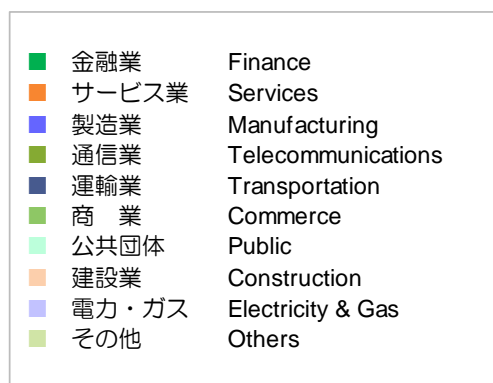 金融業 Finance
サービス業 Services
製造業 Manufacturing
通信業 Telecommunications
運輸業 Transportation
商　業 Commerce
公共団体 Public
建設業 Construction
電力・ガス Electricity & Gas
その他 Others